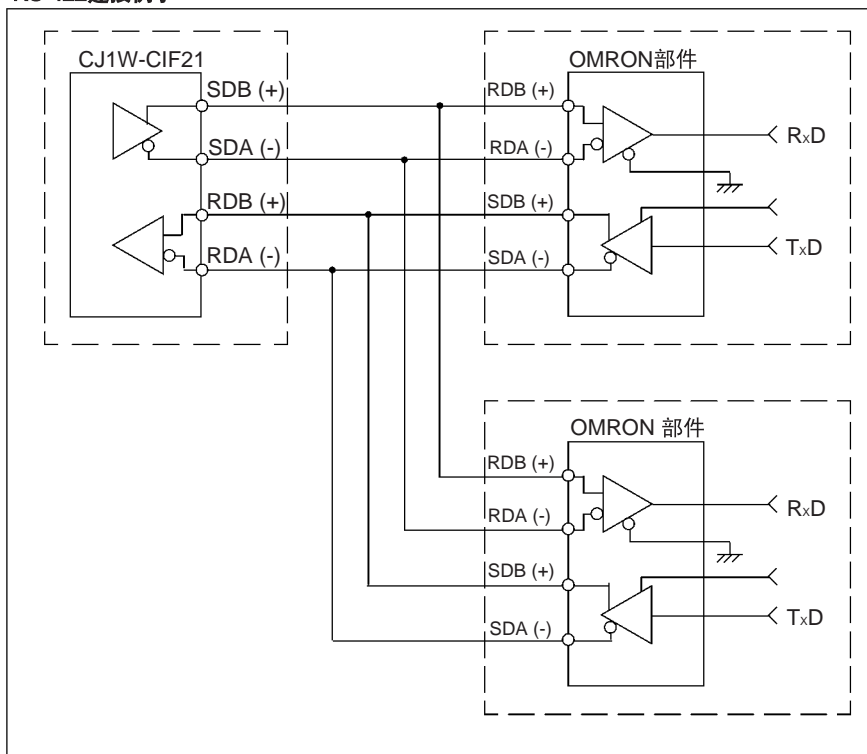 CJ1W-CIF21
SDB (+)
SDA (-)
RDB (+)
RDA (-)
OMRON部件
RDB (+)
RDA (-)
SDB (+)
SDA (-)
RxD
TxD
OMRON 部件
RDB (+)
RDA (-)
SDB (+)
SDA (-)
RxD
TxD